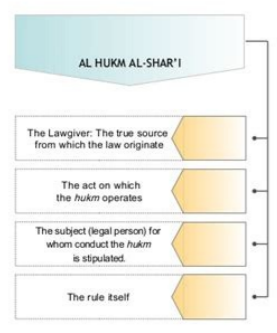 AL HUKM AL-SHAR'I
The Lawgiver: The true source
from which the law originate
The act on which
the hukm operates
The subject (legal person) for
whom conduct the hukm
is stipulated.
The rule itself